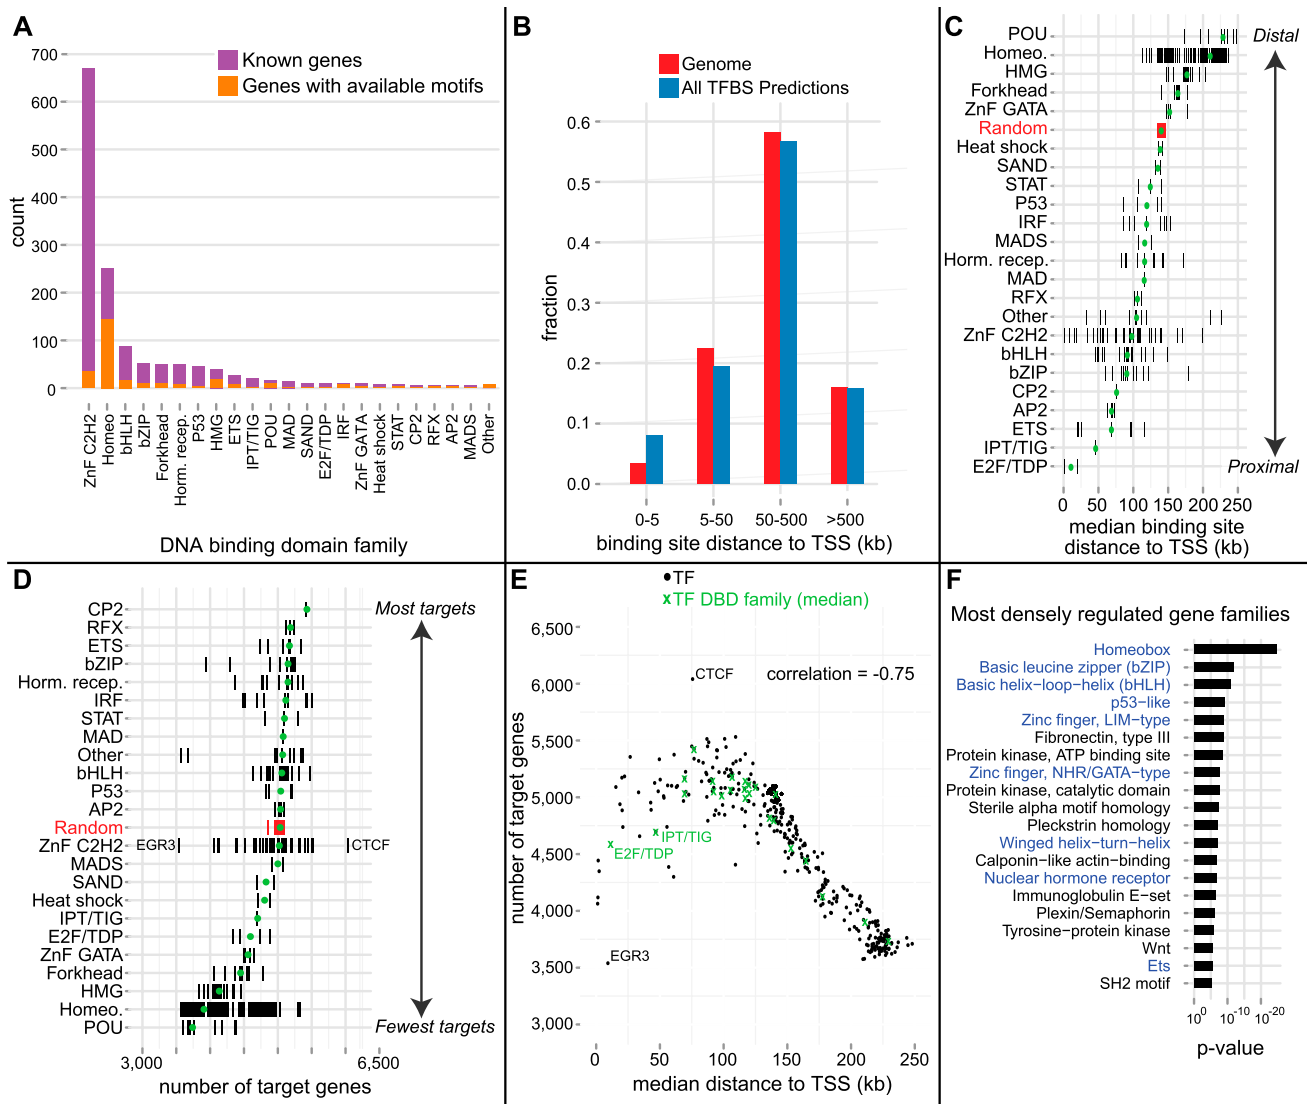 A
Known genes
Genes with available motifs
count
700
600
500
400
300
200
100
0
ZnF C2H2
Homeo
bHLH
bZIP
Forkhead
Horm. recep.
P53
HMG
ETS
IPT/TIG
POU
MAD
SAND
E2F/TDP
IRF
ZnF GATA
Heat shock
STAT
CP2
RFX
AP2
MADS
Other
DNA binding domain family
B
Genome
All TFBS Predictions
fraction
0.6
0.5
0.4
0.3
0.2
0.1
0.0
0-5
5-50
50-500
>500
binding site distance to TSS (kb)
C
POU
Homeo.
HMG
Forkhead
ZnF GATA
Random
Heat shock
SAND
STAT
P53
IRF
MADS
Horm. recep.
MAD
RFX
Other
ZnF C2H2
bHLH
bZIP
CP2
AP2
ETS
IPT/TIG
E2F/TDP
Distal
Proximal
0 50 100 150 200 250
median binding site
distance to TSS (kb)
D
CP2
RFX
ETS
bZIP
Horm. recep.
IRF
STAT
MAD
Other
bHLH
P53
AP2
Random
ZnF C2H2
MADS
SAND
Heat shock
IPT/TIG
E2F/TDP
ZnF GATA
Forkhead
HMG
Homeo.
POU
EGR3
CTCF
Most targets
Fewest targets
3,000
6,500
number of target genes
E
TF
x TF DBD family (median)
number of target genes
6,500
6,000
5,500
5,000
4,500
4,000
3,500
3,000
CTCF
correlation = -0.75
IPT/TIG
E2F/TDP
EGR3
0 50 100 150 200 250
median distance to TSS (kb)
F
Most densely regulated gene families
Homeobox
Basic leucine zipper (bZIP)
Basic helix−loop−helix (bHLH)
p53−like
Zinc finger, LIM−type
Fibronectin, type III
Protein kinase, ATP binding site
Zinc finger, NHR/GATA−type
Protein kinase, catalytic domain
Sterile alpha motif homology
Pleckstrin homology
Winged helix−turn−helix
Calponin−like actin−binding
Nuclear hormone receptor
Immunoglobulin E−set
Plexin/Semaphorin
Tyrosine−protein kinase
Wnt
Ets
SH2 motif
10⁰ 10⁻¹⁰ 10⁻²⁰
p-value